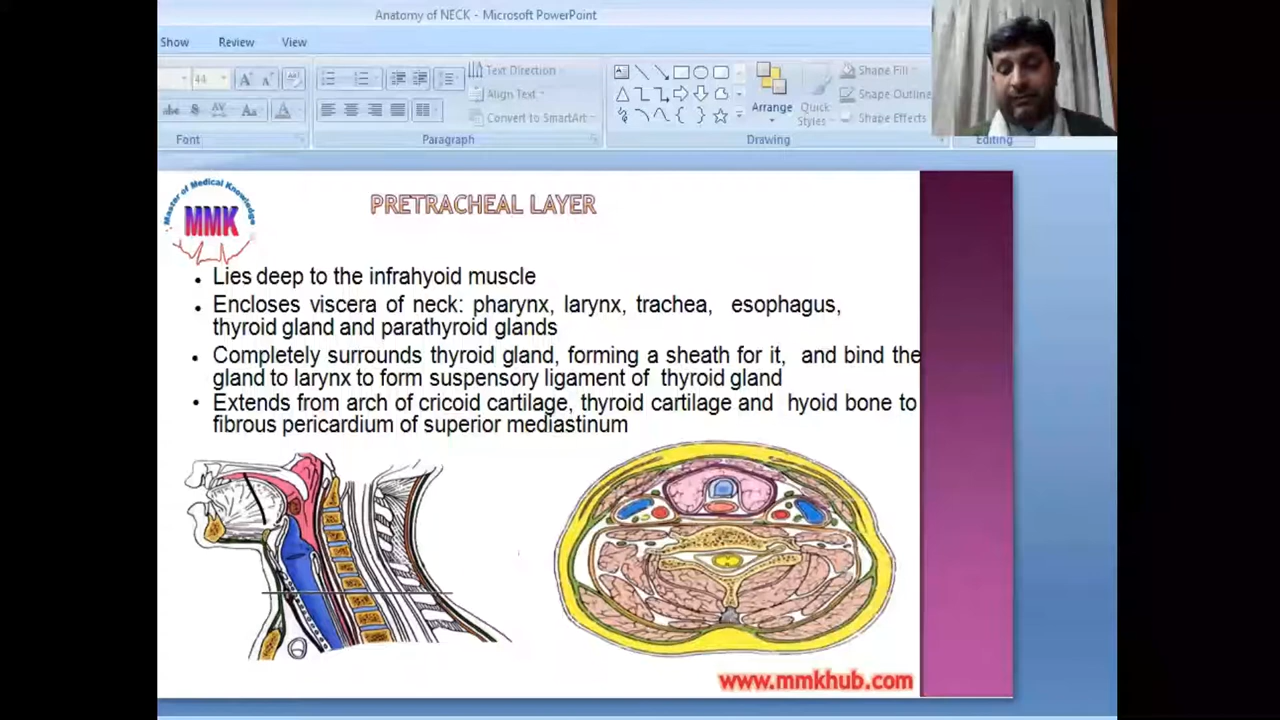 Anatomy of NECK - Microsoft PowerPoint
Show Review View
44 A A Text Direction Shape Fill
Align Text Shape Outline
abc S AV Aa A Convert to SmartArt Arrange Quick Styles Shape Effects
Font Paragraph Drawing Editing
Master of Medical Knowledge
MMK
PRETRACHEAL LAYER
• Lies deep to the infrahyoid muscle
• Encloses viscera of neck: pharynx, larynx, trachea, esophagus,
thyroid gland and parathyroid glands
• Completely surrounds thyroid gland, forming a sheath for it, and bind the
gland to larynx to form suspensory ligament of thyroid gland
• Extends from arch of cricoid cartilage, thyroid cartilage and hyoid bone to
fibrous pericardium of superior mediastinum
www.mmkhub.com